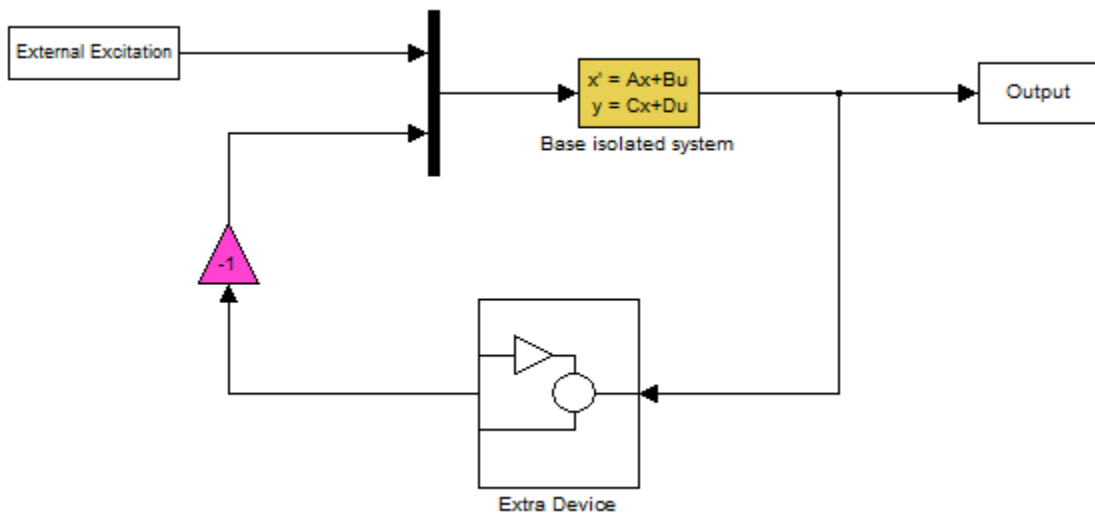 External Excitation
x' = Ax+Bu
y = Cx+Du
Base isolated system
Output
-1
Extra Device